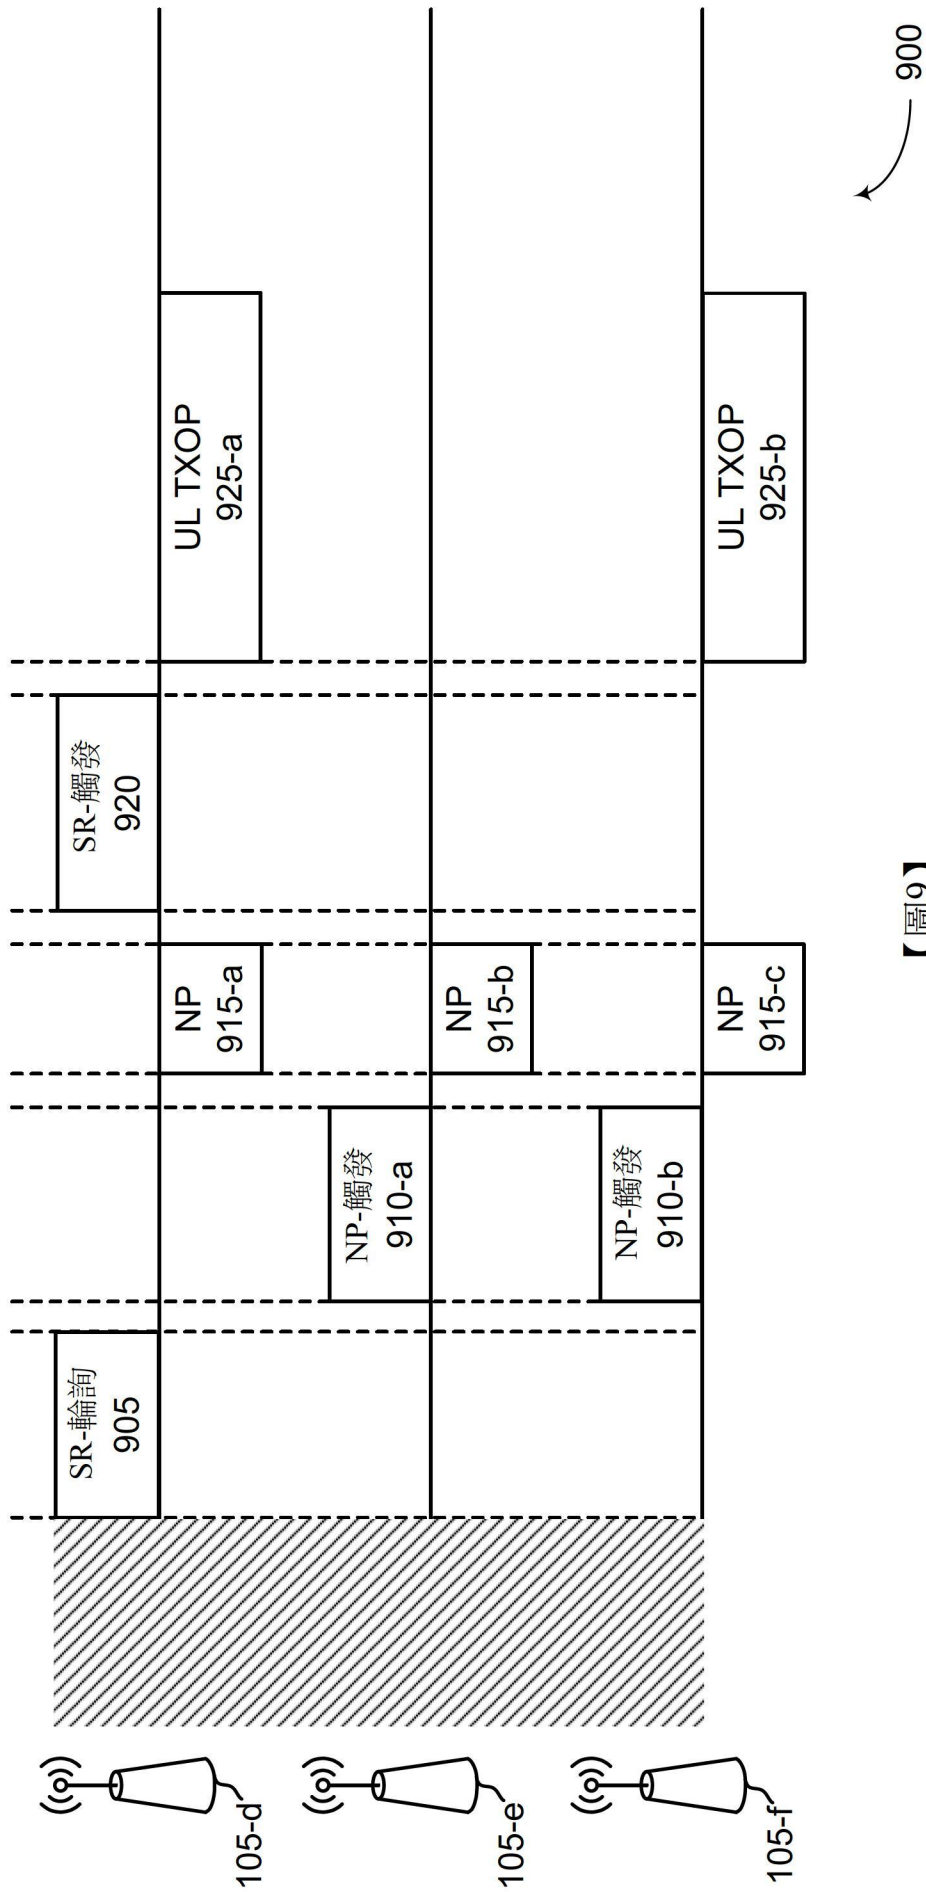 105-d
SR-輪詢
905
NP
915-a
SR-觸發
920
UL TXOP
925-a
105-e
NP-觸發
910-a
NP
915-b
105-f
NP-觸發
910-b
NP
915-c
UL TXOP
925-b
900
【圖9】